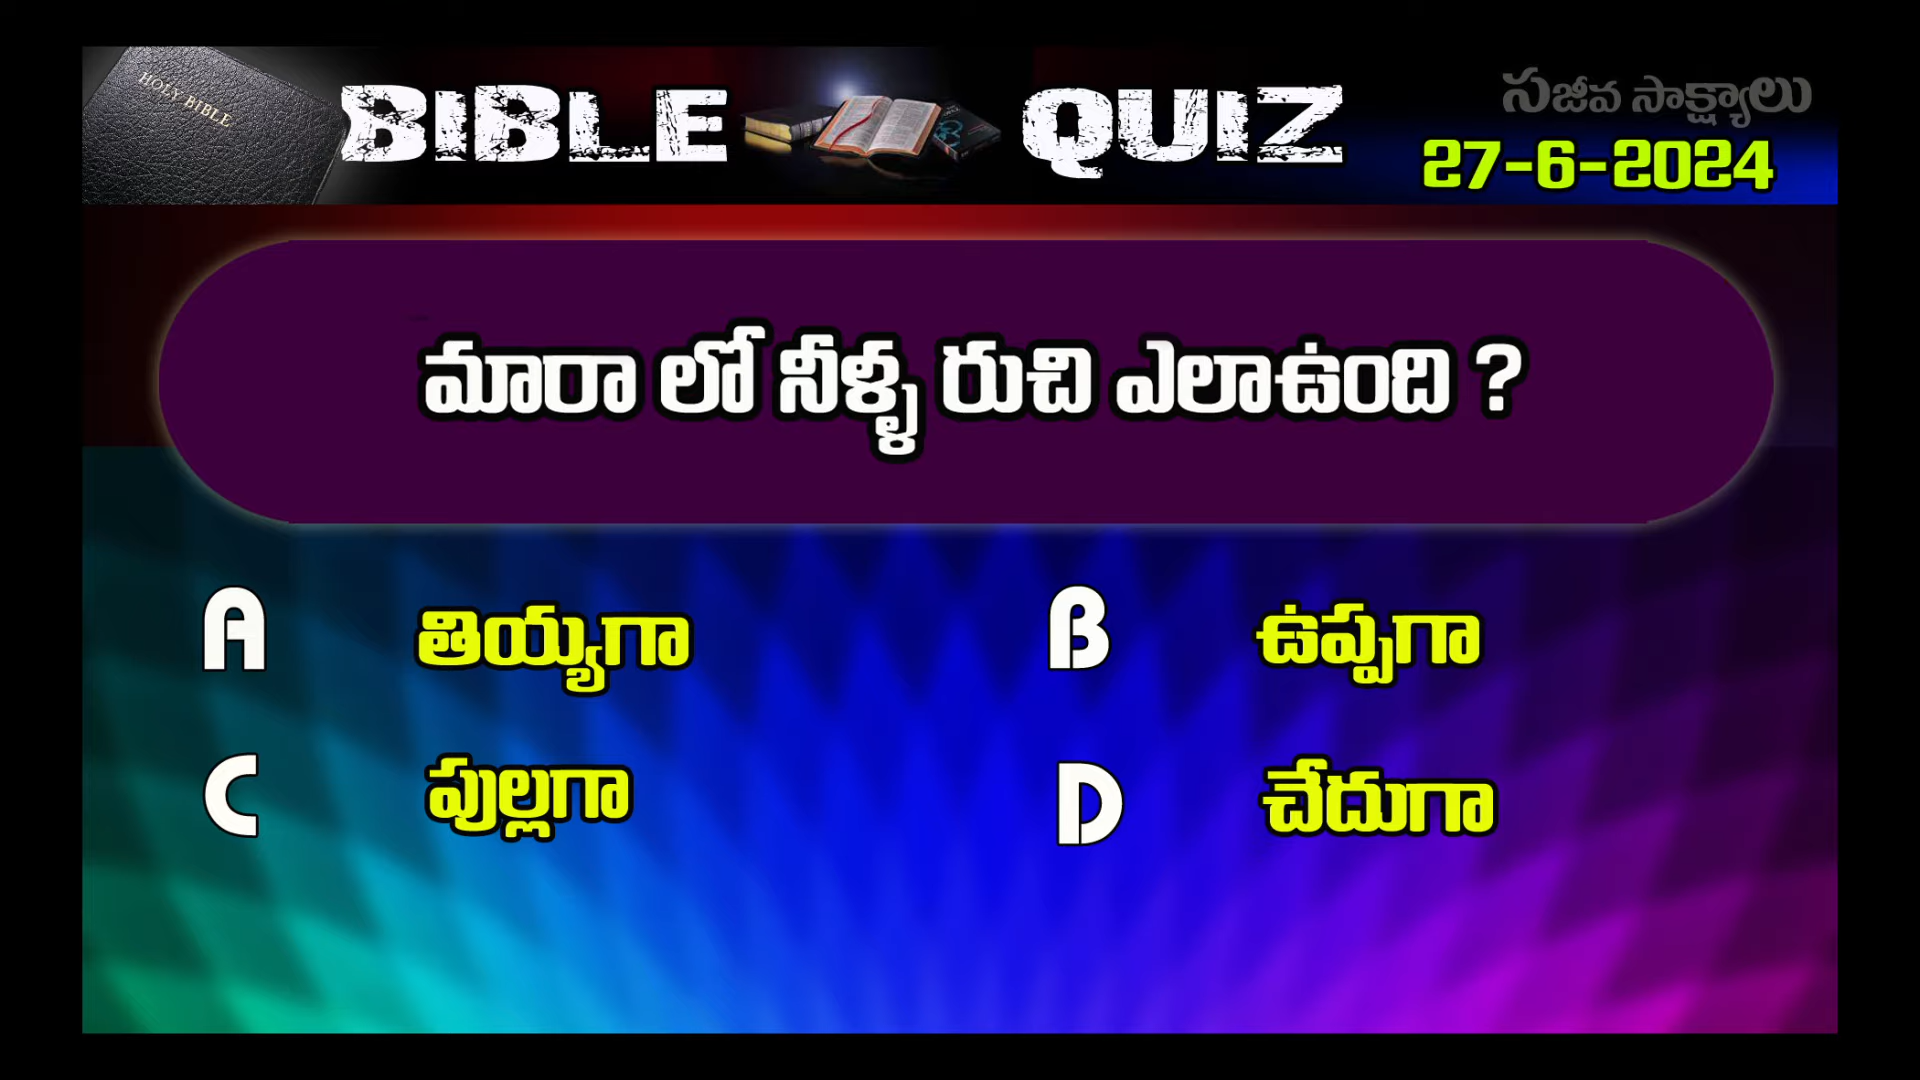 HOLY BIBLE
BIBLE QUIZ
సజీవ సాక్ష్యాలు
27-6-2024
మారా లో నీళ్ళ రుచి ఎలాఉంది ?
A తియ్యగా
B ఉప్పగా
C పుల్లగా
D చేదుగా